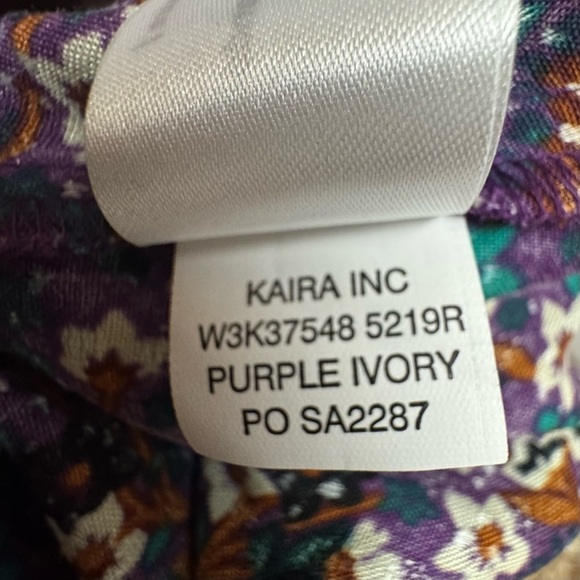 KAIRA INC
W3K37548 5219R
PURPLE IVORY
PO SA2287